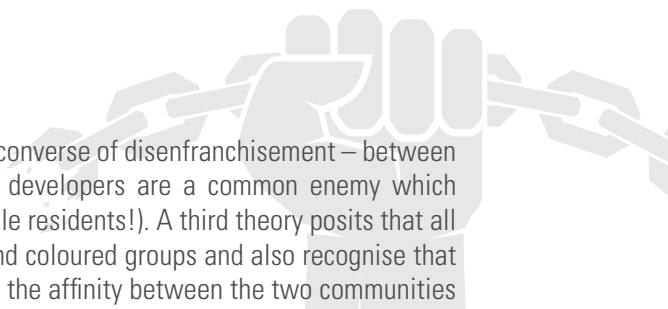 converse of disenfranchisement – between
developers are a common enemy which
le residents!). A third theory posits that all
nd coloured groups and also recognise that
the affinity between the two communities